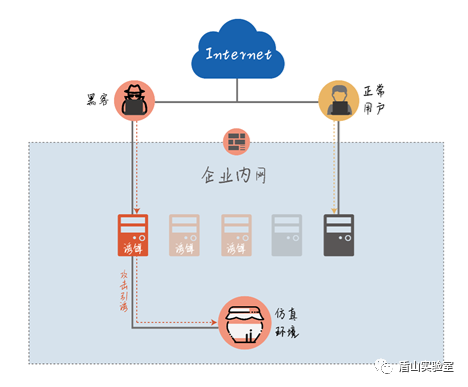 Internet
黑客
正常
用户
企业内网
诱饵
诱饵
诱饵
攻击引诱
仿真
环境
盾山实验室